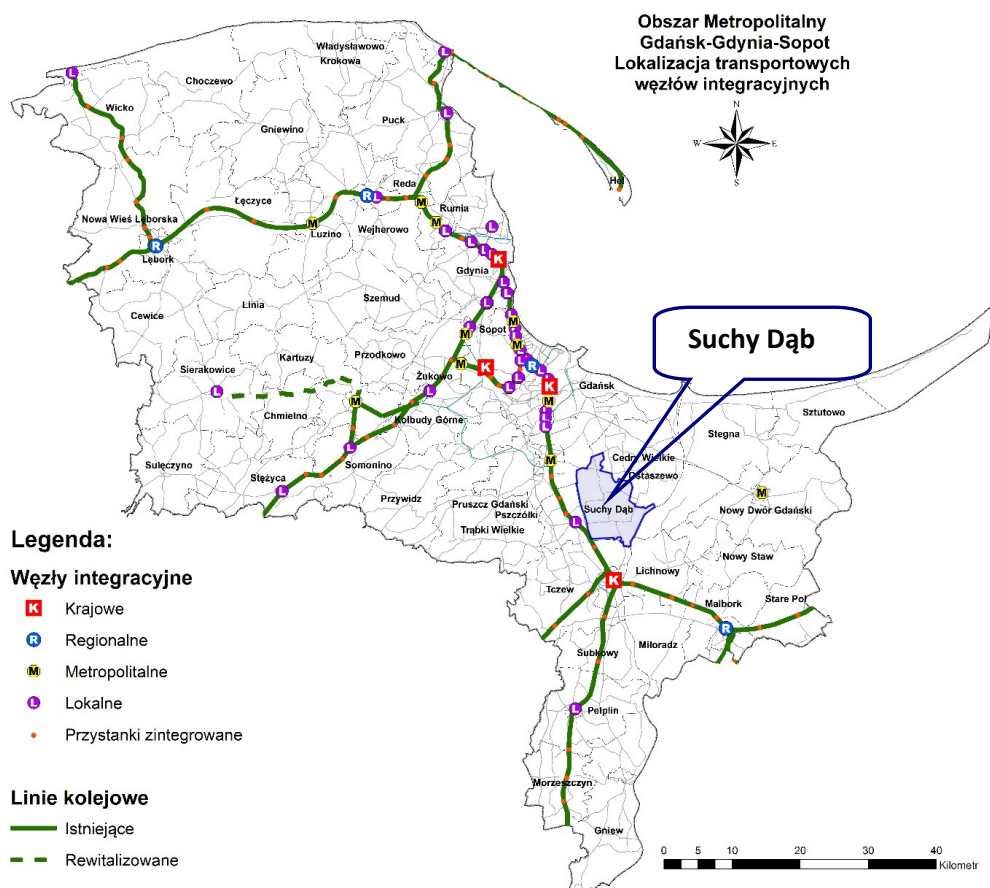 Obszar Metropolitalny
Gdańsk-Gdynia-Sopot
Lokalizacja transportowych
węzłów integracyjnych
N
W
E
S
Władysławowo
Krokowa
Choczewo
Wicko
Puck
Gniewino
Hel
Reda
Łęczyce
Rumia
Nowa Wieś Lęborska
Luzino
Wejherowo
Lębork
Gdynia
Szemud
Linia
Cewice
Sopot
Suchy Dąb
Przodkowo
Kartuzy
Sierakowice
Żukowo
Gdańsk
Chmielno
Kolbudy Górne
Sztutowo
Stegna
Cedry Wielkie
Somonino
Sulęczyno
Ostaszewo
Stężyca
Przywidz
Pruszcz Gdański
Pszczółki
Suchy Dąb
Nowy Dwór Gdański
Trąbki Wielkie
Nowy Staw
Lichnowy
Tczew
Malbork
Stare Pol
Miłoradz
Subkowy
Pelplin
Morzeszczyn
Gniew
Legenda:
Węzły integracyjne
K Krajowe
R Regionalne
M Metropolitalne
L Lokalne
Przystanki zintegrowane
Linie kolejowe
Istniejące
Rewitalizowane
0 5 10 20 30 40
Kilometr